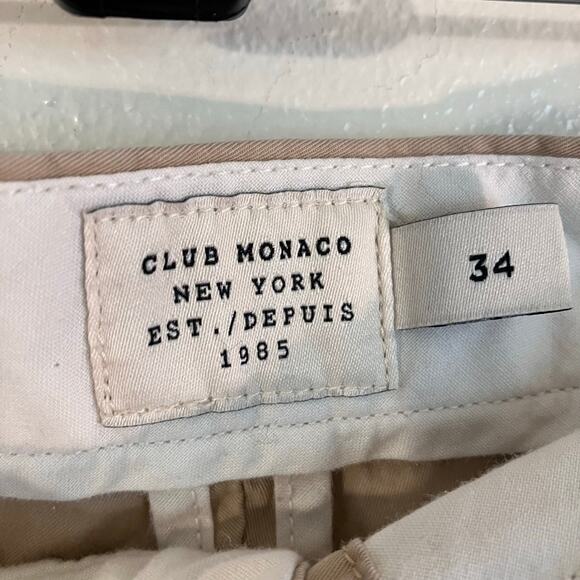 CLUB MONACO
NEW YORK
EST./DEPUIS
1985
34